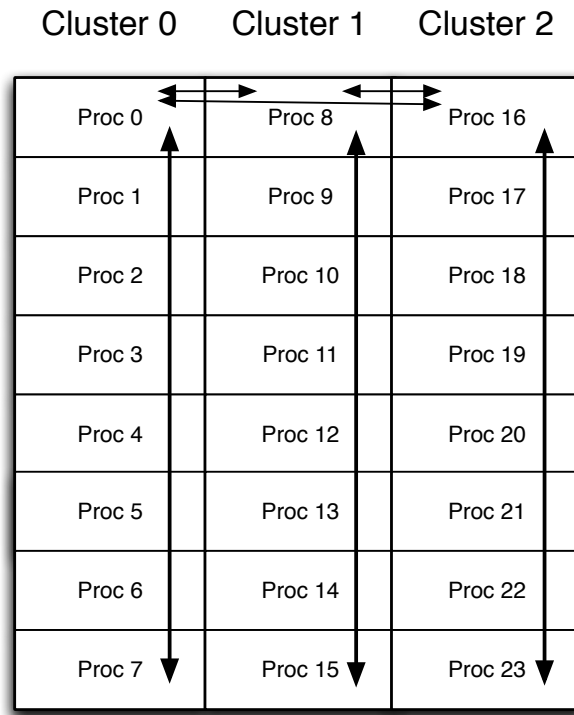 Cluster 0 Cluster 1 Cluster 2
Proc 0 Proc 8 Proc 16
Proc 1 Proc 9 Proc 17
Proc 2 Proc 10 Proc 18
Proc 3 Proc 11 Proc 19
Proc 4 Proc 12 Proc 20
Proc 5 Proc 13 Proc 21
Proc 6 Proc 14 Proc 22
Proc 7 Proc 15 Proc 23